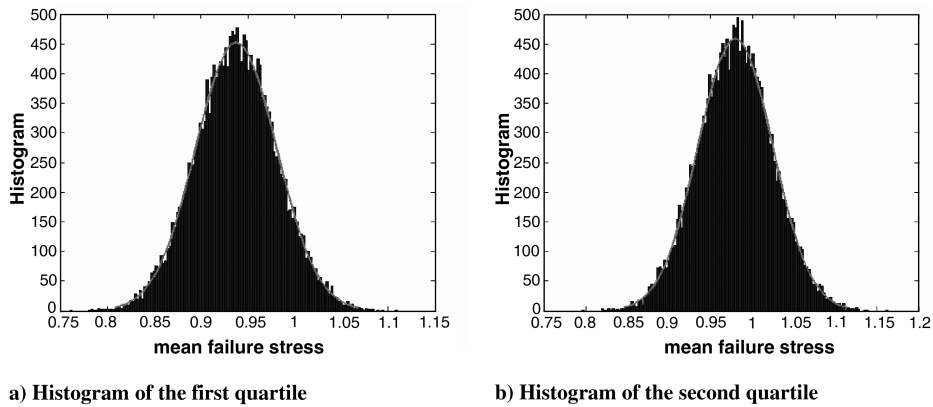 500
450
400
350
300
250
200
150
100
50
0
Histogram
0.75 0.8 0.85 0.9 0.95 1 1.05 1.1 1.15
mean failure stress
a) Histogram of the first quartile
500
450
400
350
300
250
200
150
100
50
0
Histogram
0.75 0.8 0.85 0.9 0.95 1 1.05 1.1 1.15 1.2
mean failure stress
b) Histogram of the second quartile